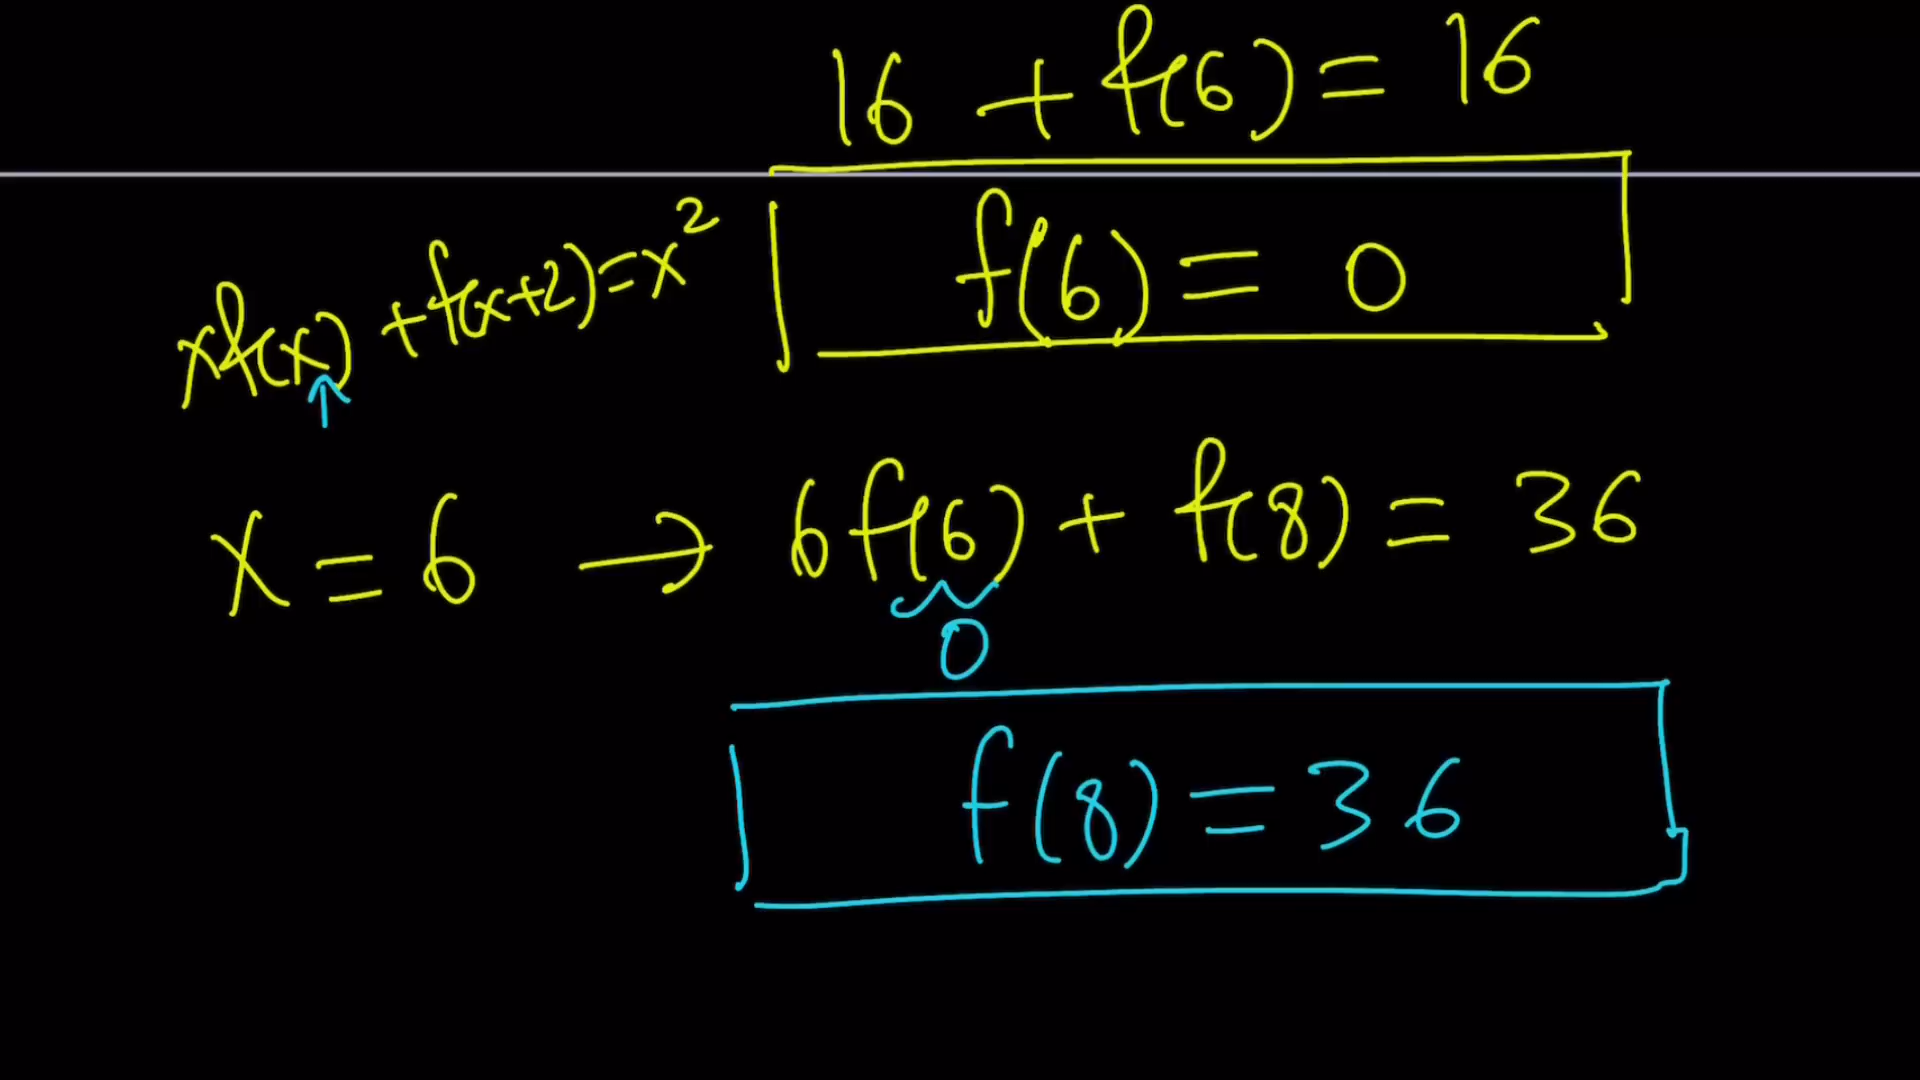 16 + f(6) = 16
f(6) = 0
xf(x) + f(x+2) = x²
x = 6 → 6f(6) + f(8) = 36
0
f(8) = 36